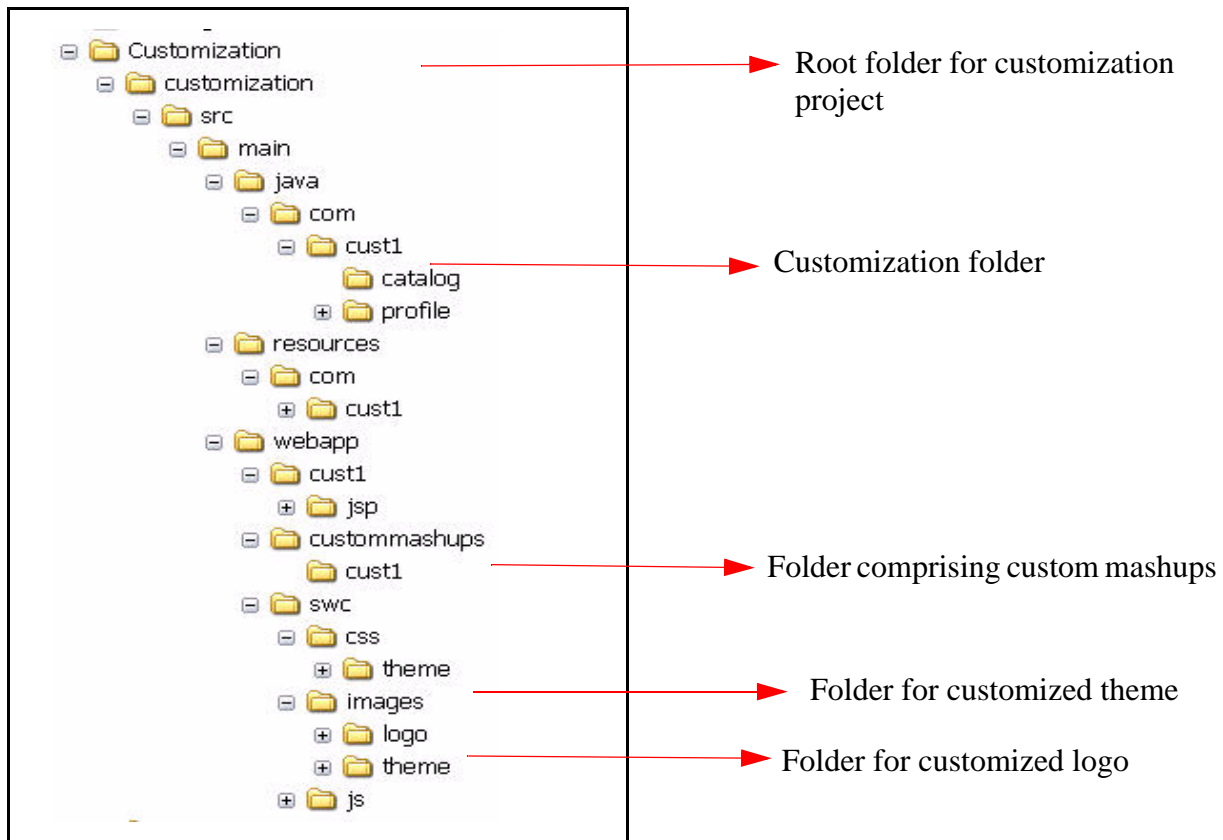 Customization
customization
src
main
java
com
cust1
catalog
profile
resources
com
cust1
webapp
cust1
jsp
custommashups
cust1
swc
css
theme
images
logo
theme
js
Root folder for customization
project
Customization folder
Folder comprising custom mashups
Folder for customized theme
Folder for customized logo